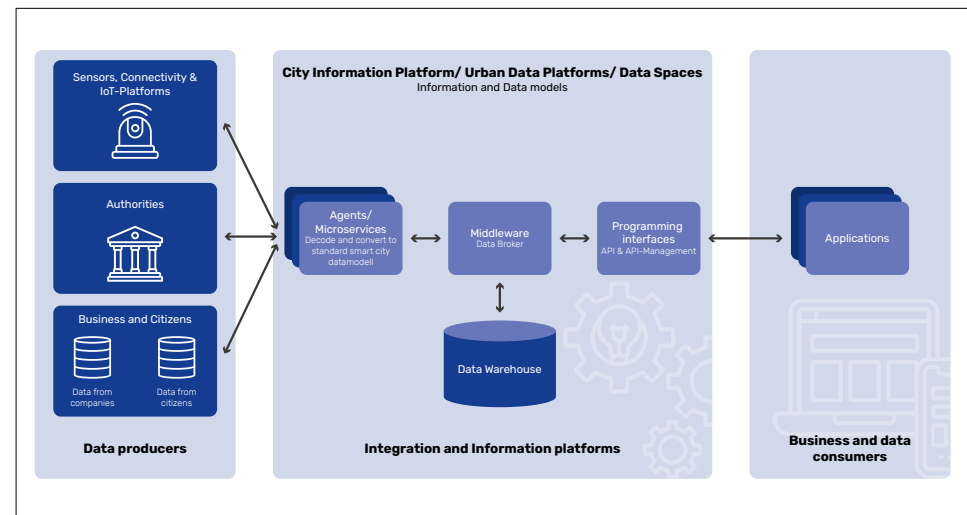 Sensors, Connectivity &
IoT-Platforms
Authorities
Business and Citizens
Data from
companies
Data from
citizens
Data producers
City Information Platform/ Urban Data Platforms/ Data Spaces
Information and Data models
Agents/
Microservices
Decode and convert to
standard smart city
datamodell
Middleware
Data Broker
Programming
interfaces
API & API-Management
Data Warehouse
Integration and Information platforms
Applications
Business and data
consumers